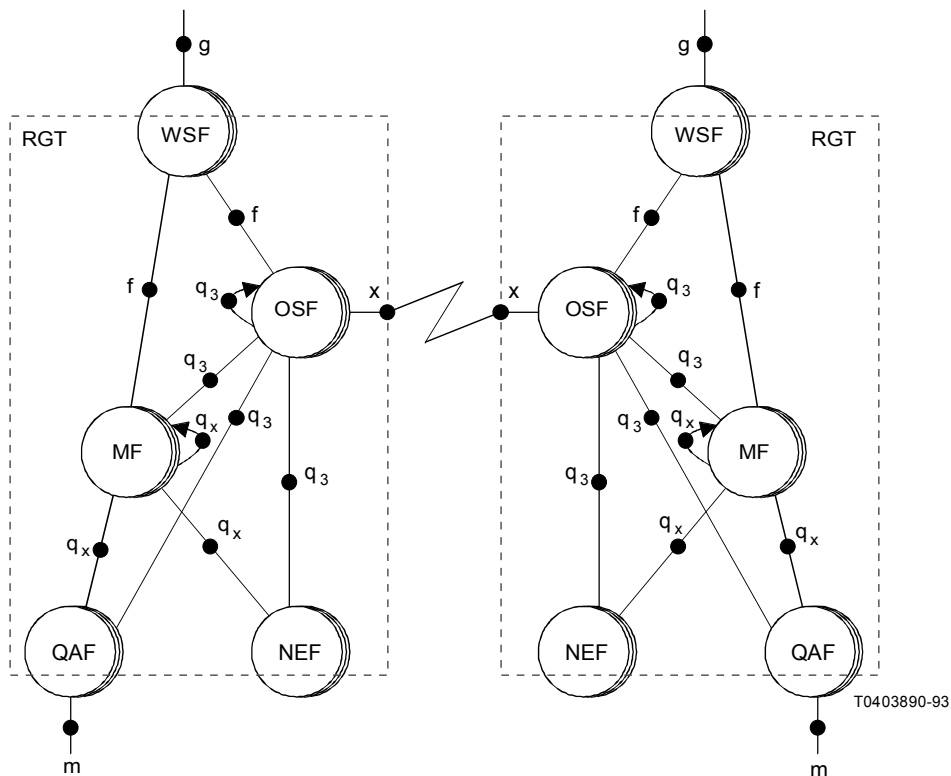 g g
RGT WSF WSF RGT
f f
q3 q3
f x x f
OSF OSF
q3 q3
q3 qx q3 qx
MF MF
q3 q3
qx qx qx qx
QAF NEF NEF QAF
T0403890-93
m m